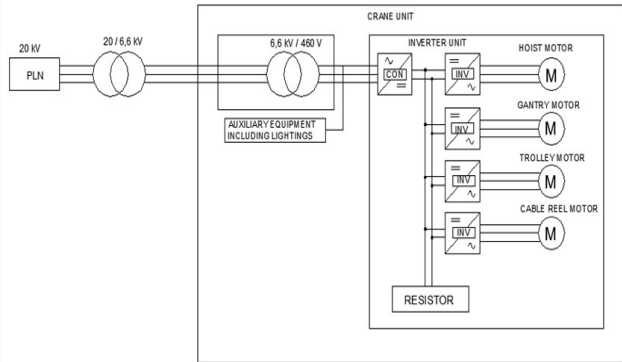 CRANE UNIT
20 kV
20 / 6,6 kV
6,6 kV / 460 V
INVERTER UNIT
HOIST MOTOR
PLN
CON
INV
M
AUXILIARY EQUIPMENT
INCLUDING LIGHTINGS
GANTRY MOTOR
INV
M
TROLLEY MOTOR
INV
M
CABLE REEL MOTOR
INV
M
RESISTOR